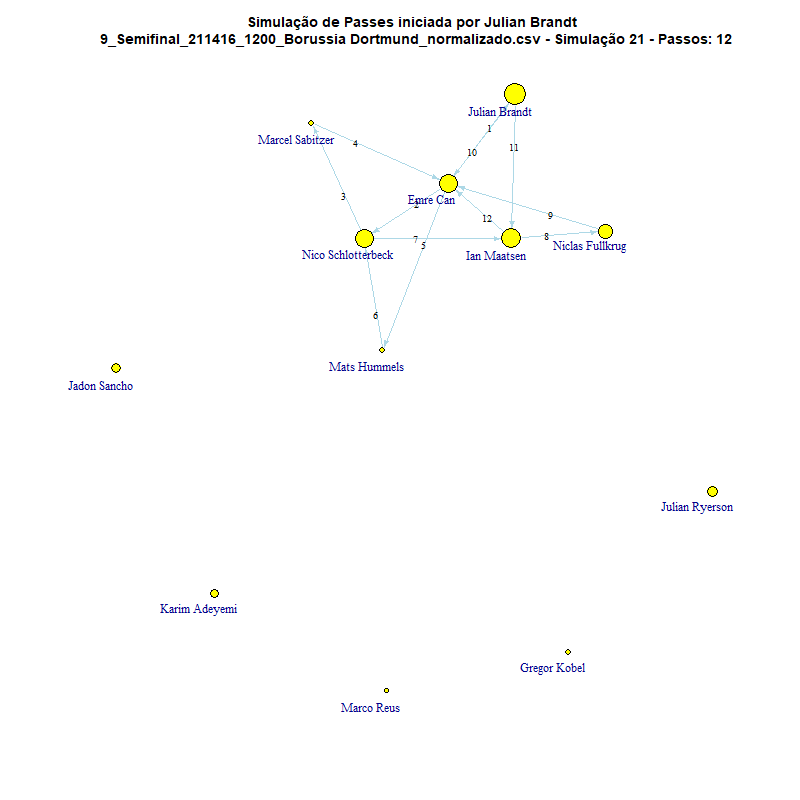 Simulação de Passes iniciada por Julian Brandt
9_Semifinal_211416_1200_Borussia Dortmund_normalizado.csv - Simulação 21 - Passos: 12
Julian Brandt
1
Marcel Sabitzer
4
10
11
Emre Can
2
3
9
12
7
5
8
Nico Schlotterbeck
Ian Maatsen
Niclas Fullkrug
6
Mats Hummels
Jadon Sancho
Julian Ryerson
Karim Adeyemi
Gregor Kobel
Marco Reus